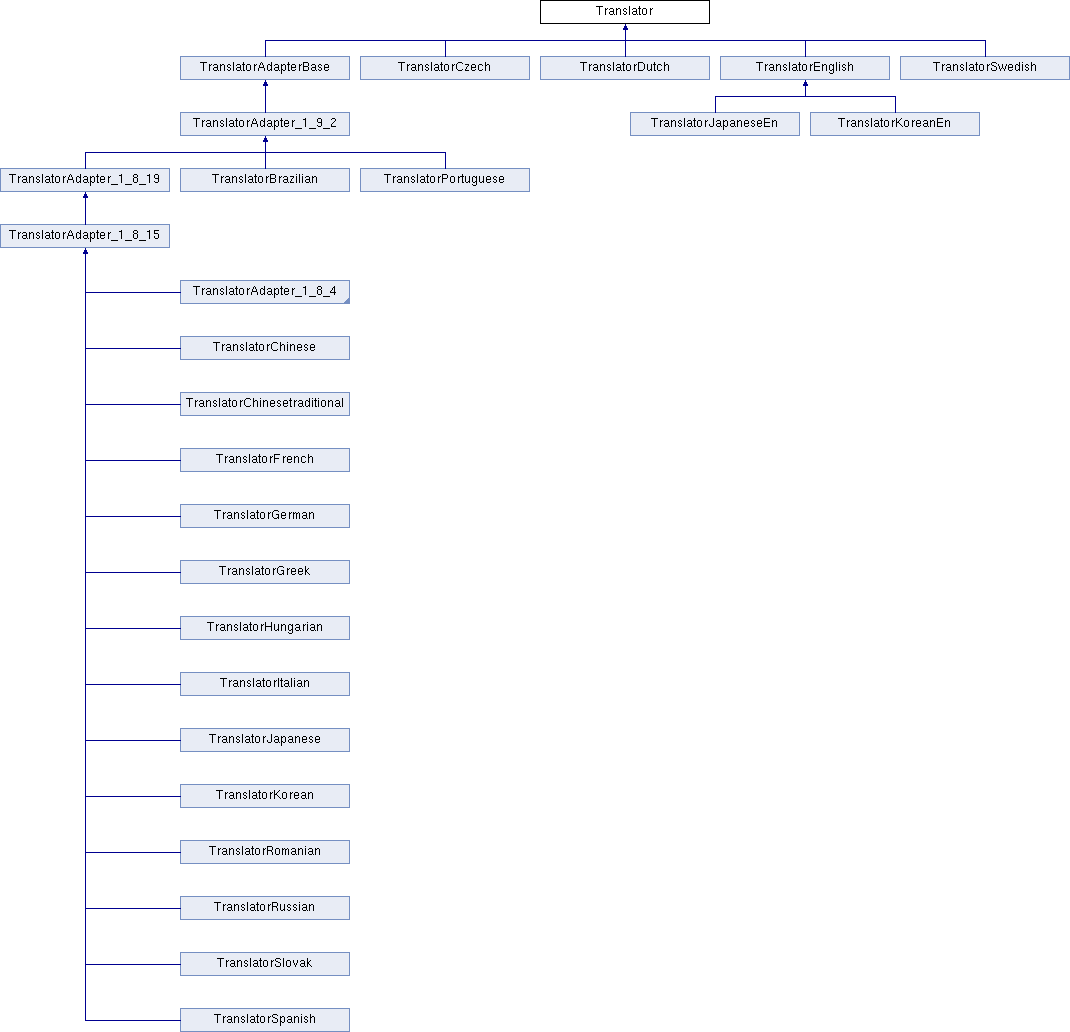 Translator
TranslatorAdapterBase
TranslatorCzech
TranslatorDutch
TranslatorEnglish
TranslatorSwedish
TranslatorAdapter_1_9_2
TranslatorJapaneseEn
TranslatorKoreanEn
TranslatorAdapter_1_8_19
TranslatorBrazilian
TranslatorPortuguese
TranslatorAdapter_1_8_15
TranslatorAdapter_1_8_4
TranslatorChinese
TranslatorChinesetraditional
TranslatorFrench
TranslatorGerman
TranslatorGreek
TranslatorHungarian
TranslatorItalian
TranslatorJapanese
TranslatorKorean
TranslatorRomanian
TranslatorRussian
TranslatorSlovak
TranslatorSpanish